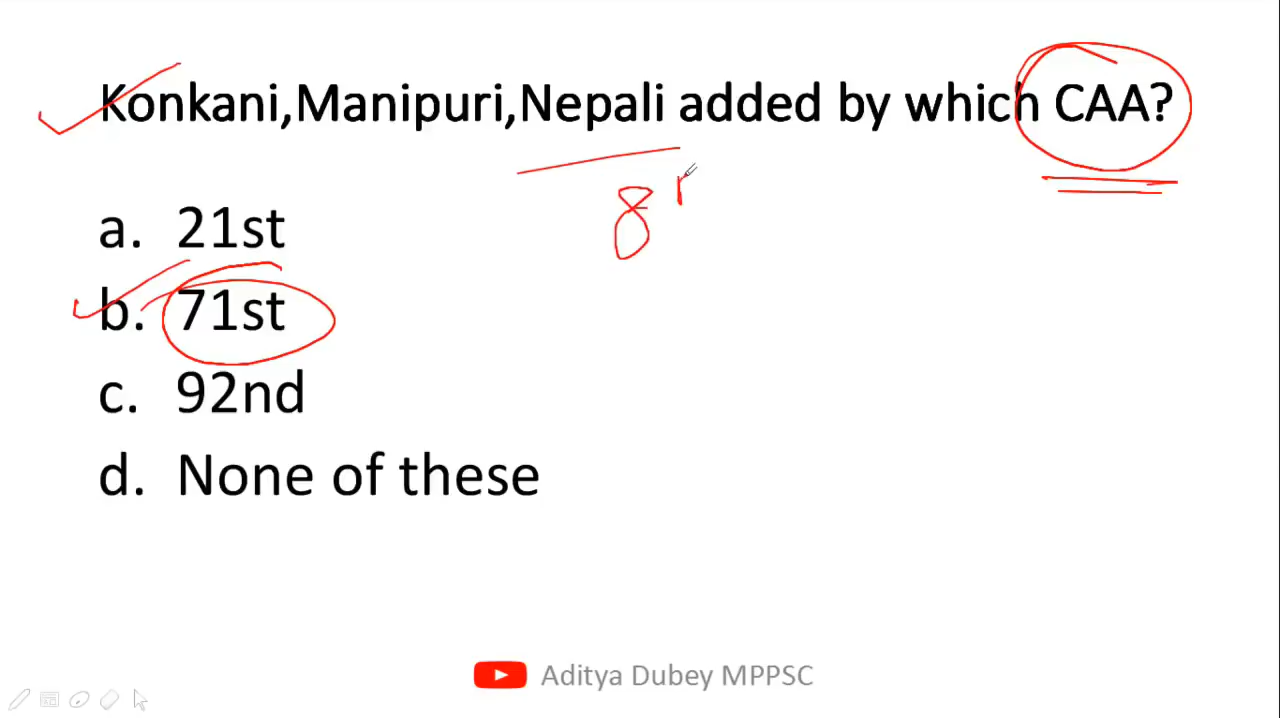 Konkani,Manipuri,Nepali added by which CAA?
8
a. 21st
b. 71st
c. 92nd
d. None of these
Aditya Dubey MPPSC